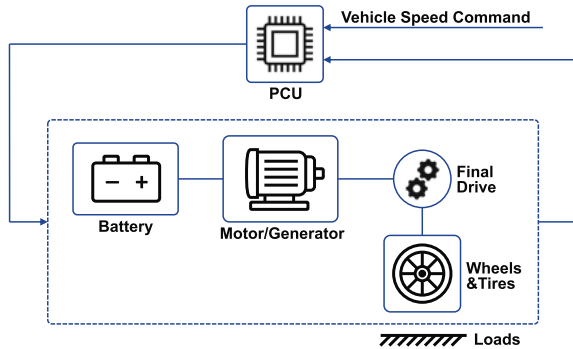 Vehicle Speed Command
PCU
Battery
Motor/Generator
Final
Drive
Wheels
&Tires
Loads